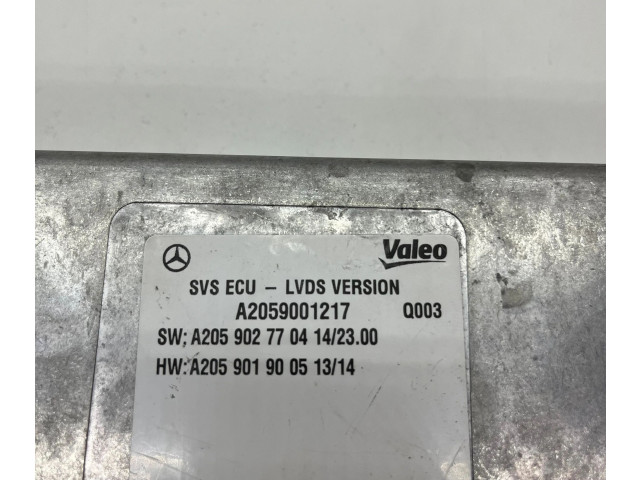 Valeo
SVS ECU - LVDS VERSION
A2059001217 Q003
SW; A205 902 77 04 14/23.00
HW: A205 901 90 05 13/14